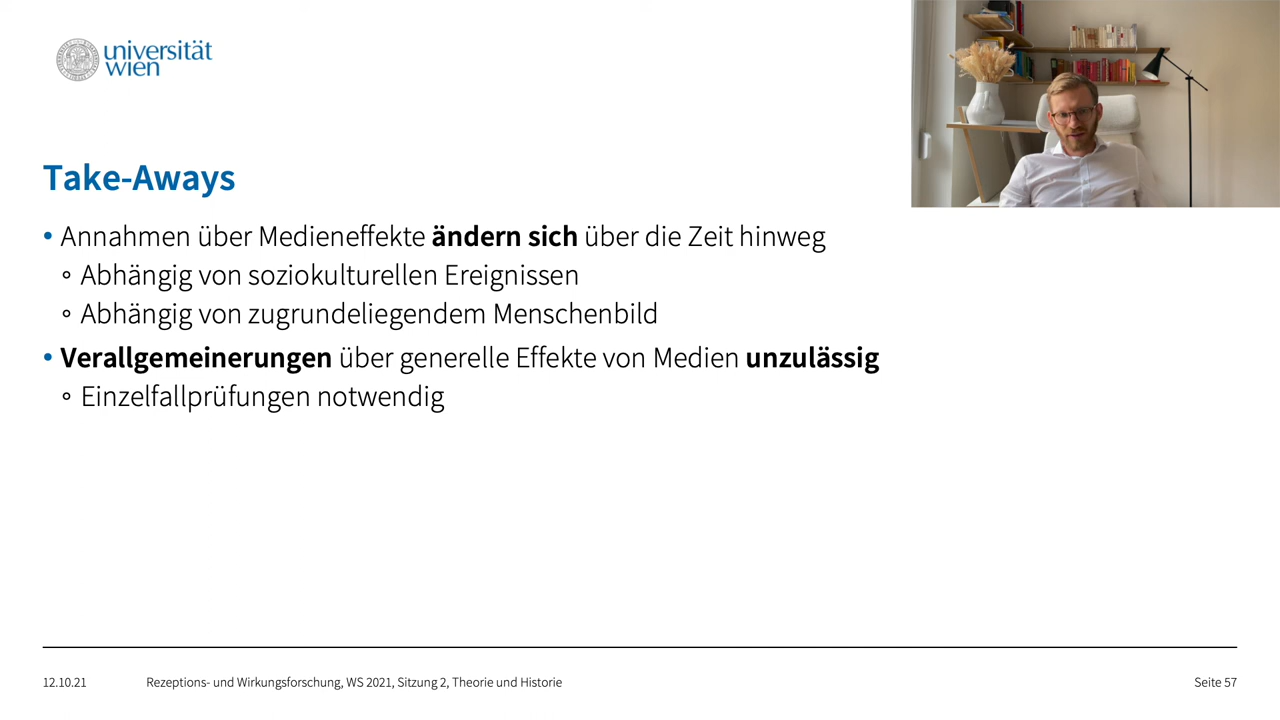 universität
wien
Take-Aways
• Annahmen über Medieneffekte ändern sich über die Zeit hinweg
◦ Abhängig von soziokulturellen Ereignissen
◦ Abhängig von zugrundeliegendem Menschenbild
• Verallgemeinerungen über generelle Effekte von Medien unzulässig
◦ Einzelfallprüfungen notwendig
12.10.21 Rezeptions- und Wirkungsforschung, WS 2021, Sitzung 2, Theorie und Historie Seite 57